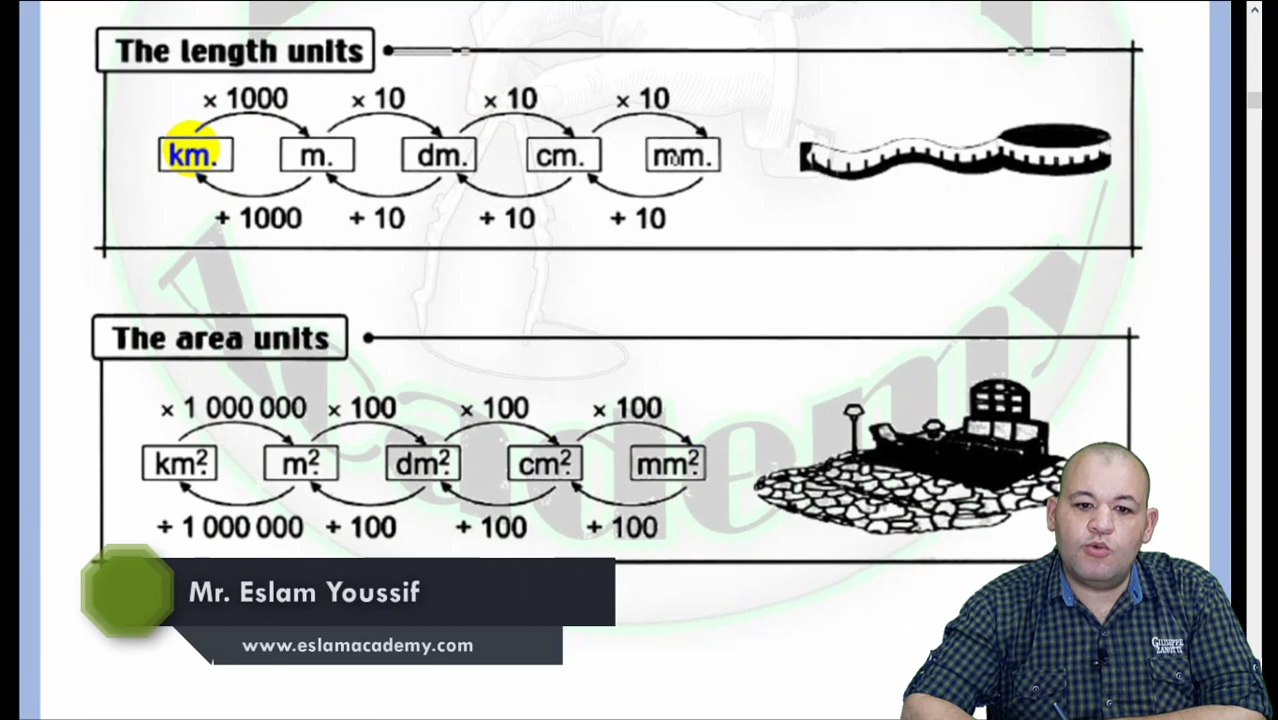 The length units
× 1000 × 10 × 10 × 10
km. m. dm. cm. mm.
÷ 1000 ÷ 10 ÷ 10 ÷ 10
The area units
× 1 000 000 × 100 × 100 × 100
km². m². dm². cm². mm².
÷ 1 000 000 ÷ 100 ÷ 100 ÷ 100
Mr. Eslam Youssif
www.eslamacademy.com
GIUSEPPE
ZANOTTI